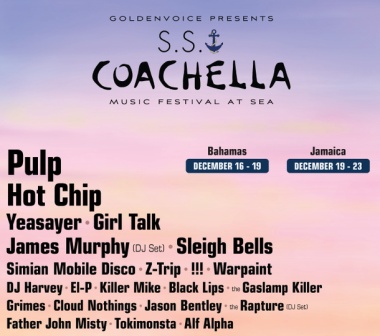 GOLDENVOICE PRESENTS
S.S.
COACHELLA
MUSIC FESTIVAL AT SEA
Bahamas
DECEMBER 16 - 19
Jamaica
DECEMBER 19 - 23
Pulp
Hot Chip
Yeasayer • Girl Talk
James Murphy (DJ Set) • Sleigh Bells
Simian Mobile Disco • Z-Trip • !!! • Warpaint
DJ Harvey • El-P • Killer Mike • Black Lips • the Gaslamp Killer
Grimes • Cloud Nothings • Jason Bentley • the Rapture (DJ Set)
Father John Misty • Tokimonsta • Alf Alpha